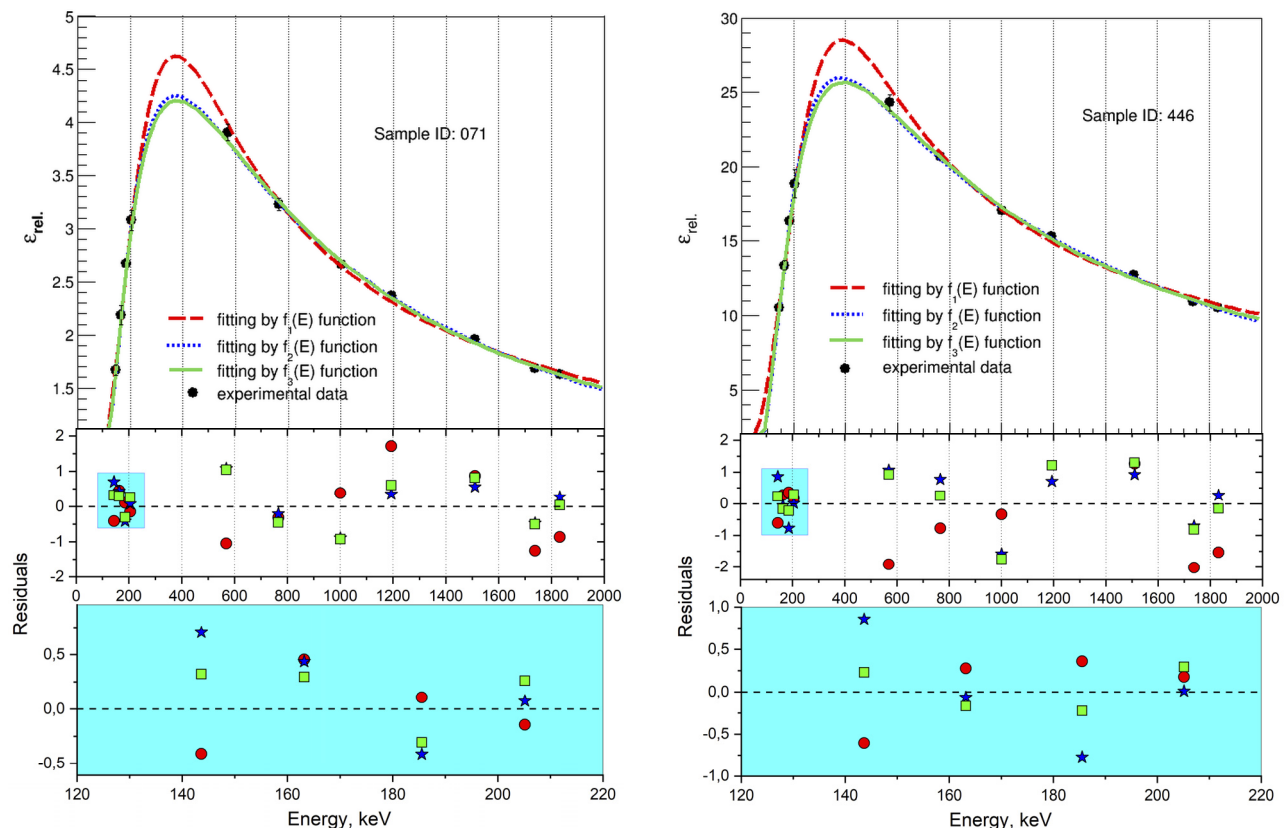 5
4.5
4
3.5
3
2.5
2
1.5
εrel.
Sample ID: 071
fitting by f1(E) function
fitting by f2(E) function
fitting by f3(E) function
experimental data
2
1
0
-1
-2
0 200 400 600 800 1000 1200 1400 1600 1800 2000
Residuals
0,5
0,0
-0,5
120 140 160 180 200 220
Energy, keV
30
25
20
15
10
5
εrel.
Sample ID: 446
fitting by f1(E) function
fitting by f2(E) function
fitting by f3(E) function
experimental data
2
1
0
-1
-2
0 200 400 600 800 1000 1200 1400 1600 1800 2000
Residuals
1,0
0,5
0,0
-0,5
-1,0
120 140 160 180 200 220
Energy, keV